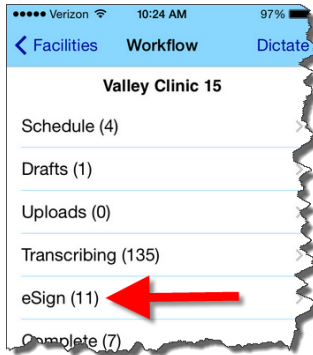 Verizon 10:24 AM 97%
Facilities Workflow Dictate
Valley Clinic 15
Schedule (4)
Drafts (1)
Uploads (0)
Transcribing (135)
eSign (11)
Complete (7)